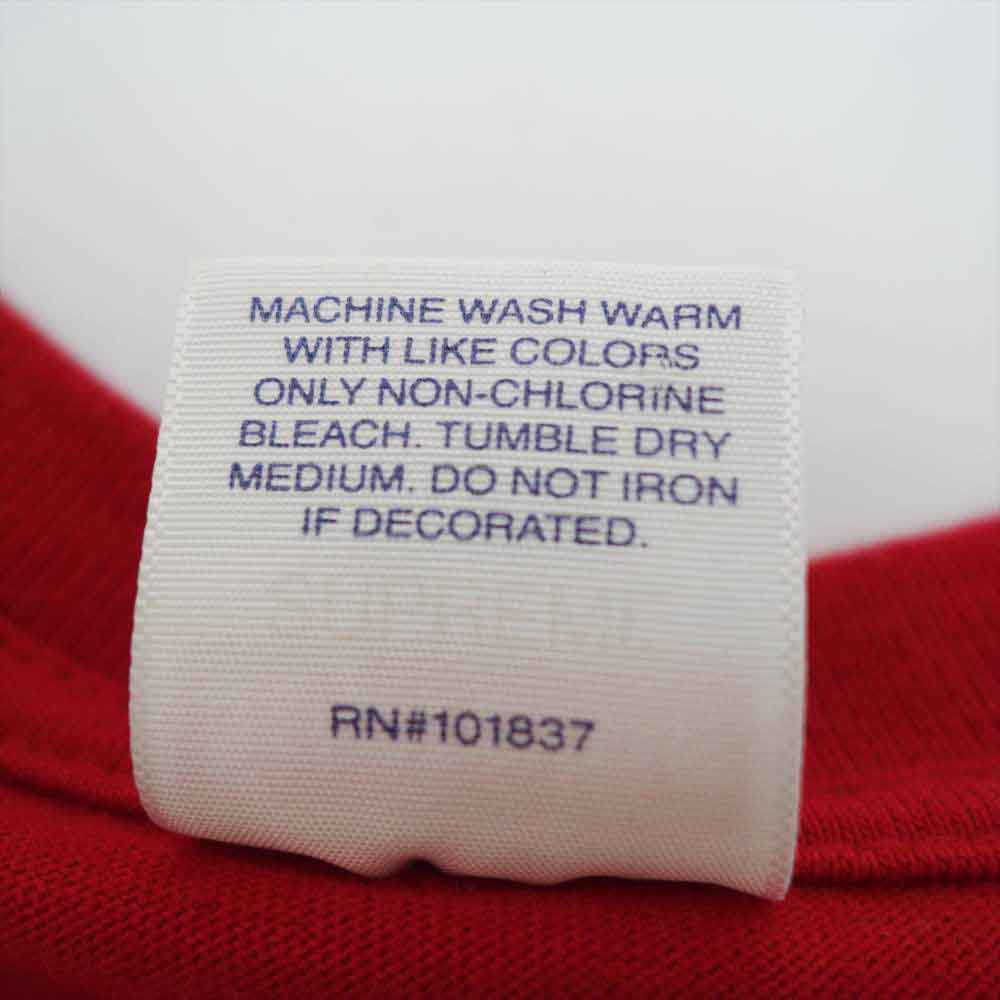 MACHINE WASH WARM
WITH LIKE COLORS
ONLY NON-CHLORINE
BLEACH. TUMBLE DRY
MEDIUM. DO NOT IRON
IF DECORATED.
RN#101837